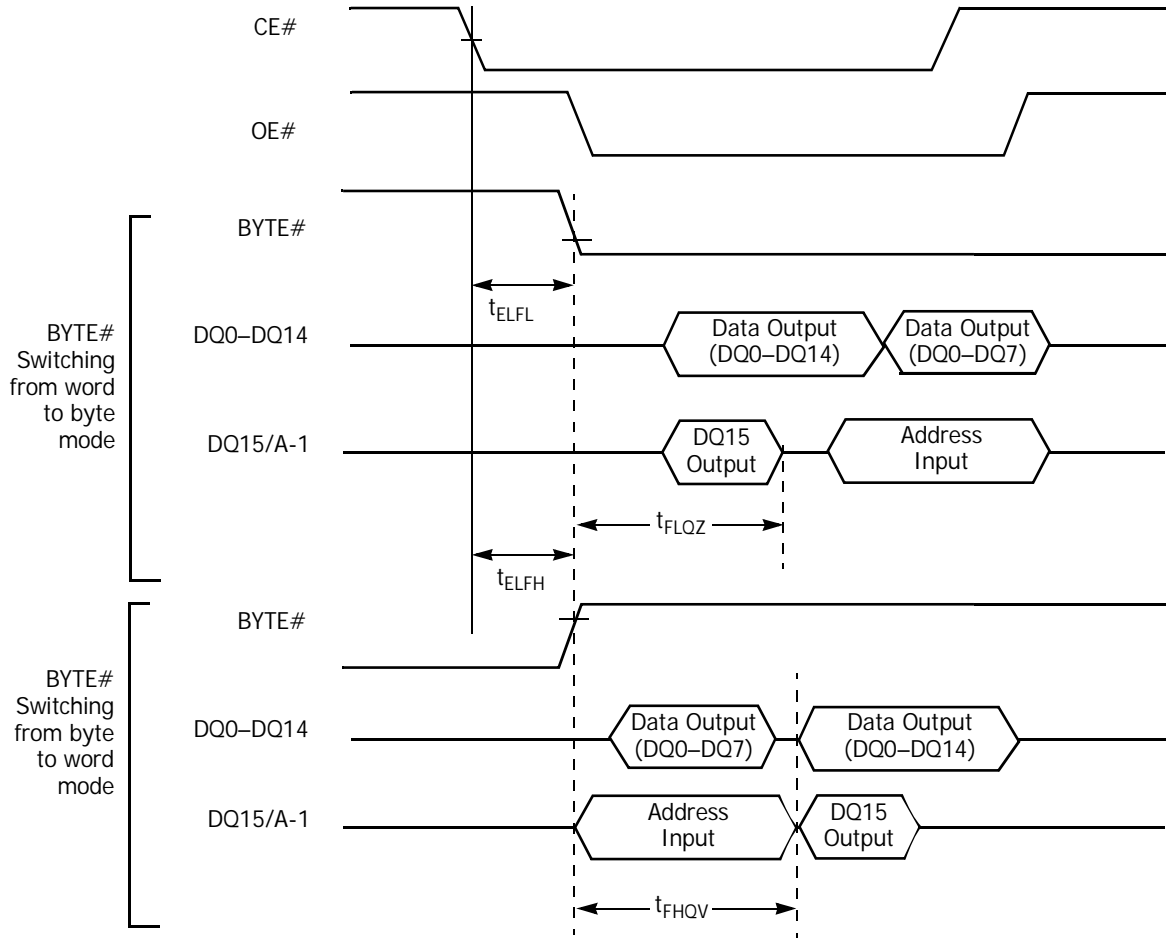 CE#
OE#
BYTE#
tELFL
BYTE#
Switching
from word
to byte
mode
DQ0–DQ14
Data Output
(DQ0–DQ14)
Data Output
(DQ0–DQ7)
DQ15/A-1
DQ15
Output
Address
Input
tFLQZ
tELFH
BYTE#
BYTE#
Switching
from byte
to word
mode
DQ0–DQ14
Data Output
(DQ0–DQ7)
Data Output
(DQ0–DQ14)
DQ15/A-1
Address
Input
DQ15
Output
tFHQV